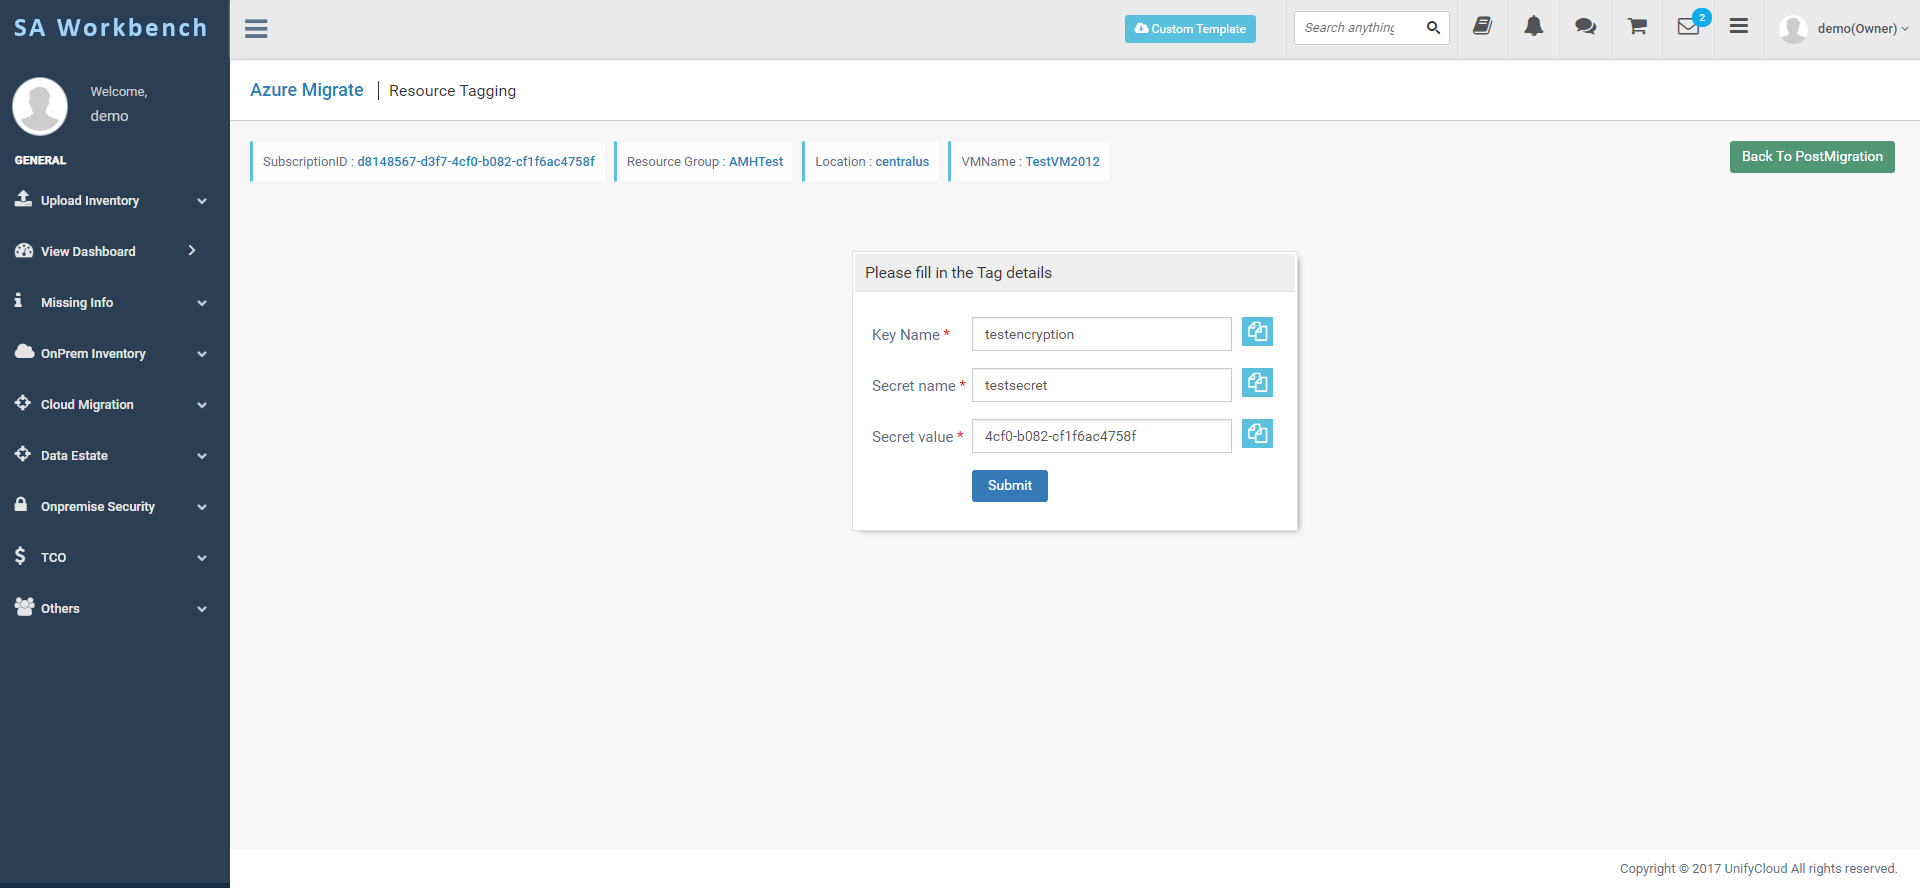 SA Workbench
Custom Template
Search anything
2
demo(Owner)
Welcome,
demo
GENERAL
Upload Inventory
View Dashboard
Missing Info
OnPrem Inventory
Cloud Migration
Data Estate
Onpremise Security
TCO
Others
Azure Migrate | Resource Tagging
SubscriptionID : d8148567-d3f7-4cf0-b082-cf1f6ac4758f
Resource Group : AMHTest
Location : centralus
VMName : TestVM2012
Back To PostMigration
Please fill in the Tag details
Key Name * testencryption
Secret name * testsecret
Secret value * 4cf0-b082-cf1f6ac4758f
Submit
Copyright © 2017 UnifyCloud All rights reserved.